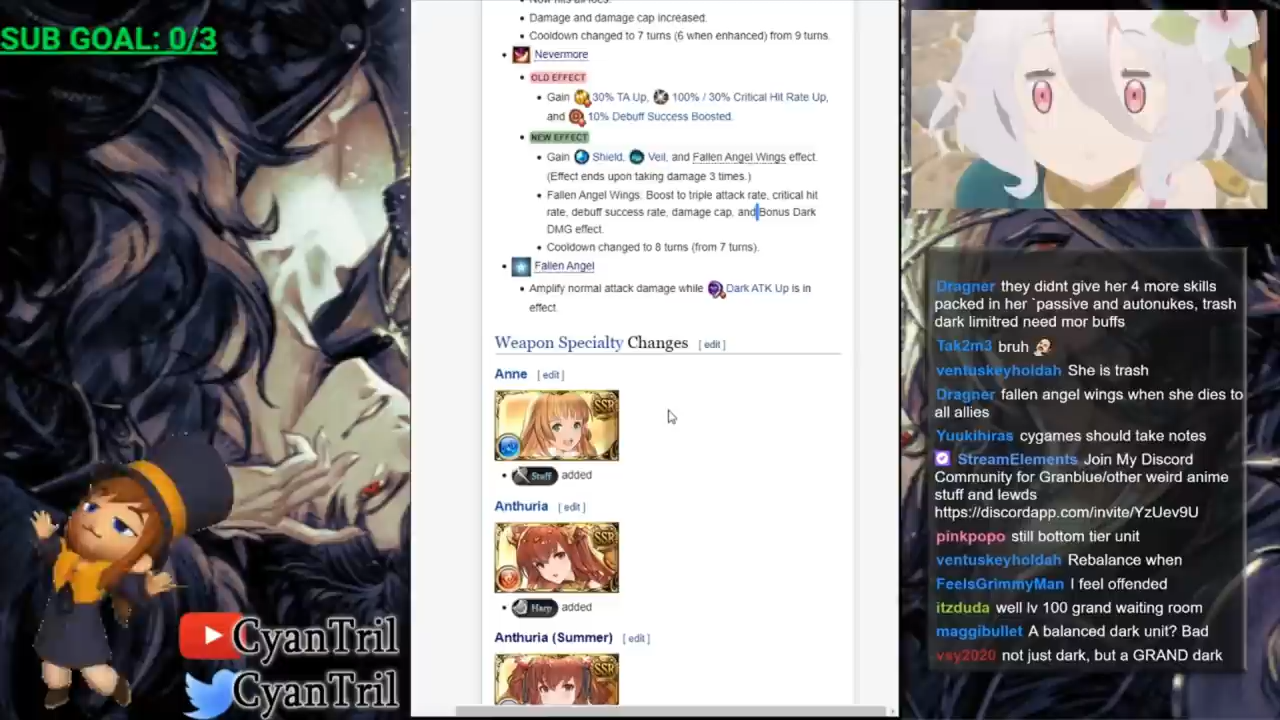 SUB GOAL: 0/3
Damage and damage cap increased.
Cooldown changed to 7 turns (6 when enhanced) from 9 turns.
Nevermore
OLD EFFECT
Gain 30% TA Up, 100% / 30% Critical Hit Rate Up,
and 10% Debuff Success Boosted.
NEW EFFECT
Gain Shield, Veil, and Fallen Angel Wings effect.
(Effect ends upon taking damage 3 times.)
Fallen Angel Wings: Boost to triple attack rate, critical hit
rate, debuff success rate, damage cap, and Bonus Dark
DMG effect.
Cooldown changed to 8 turns (from 7 turns).
Fallen Angel
Amplify normal attack damage while Dark ATK Up is in
effect.
Weapon Specialty Changes [ edit ]
Anne [ edit ]
SSR
Staff added
Anthuria [ edit ]
SSR
Harp added
Anthuria (Summer) [ edit ]
SSR
CyanTril
CyanTril
Dragner they didnt give her 4 more skills
packed in her `passive and autonukes, trash
dark limitred need mor buffs
Tak2m3 bruh
ventuskeyholdah She is trash
Dragner fallen angel wings when she dies to
all allies
Yuukihiras cygames should take notes
StreamElements Join My Discord
Community for Granblue/other weird anime
stuff and lewds
https://discordapp.com/invite/YzUev9U
pinkpopo still bottom tier unit
ventuskeyholdah Rebalance when
FeelsGrimmyMan I feel offended
itzduda well lv 100 grand waiting room
maggibullet A balanced dark unit? Bad
vsy2020 not just dark, but a GRAND dark